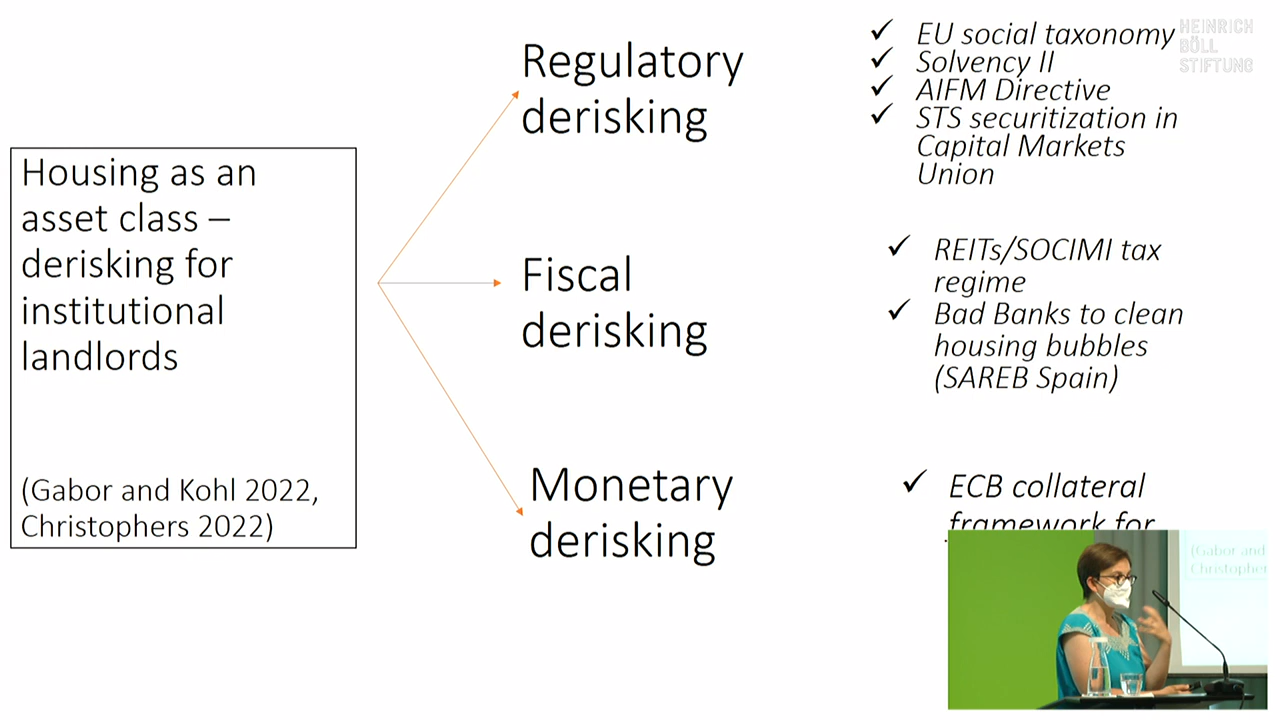 Housing as an
asset class –
derisking for
institutional
landlords
(Gabor and Kohl 2022,
Christophers 2022)
Regulatory
derisking
✓ EU social taxonomy
✓ Solvency II
✓ AIFM Directive
✓ STS securitization in
Capital Markets
Union
Fiscal
derisking
✓ REITs/SOCIMI tax
regime
✓ Bad Banks to clean
housing bubbles
(SAREB Spain)
Monetary
derisking
✓ ECB collateral
framework for
HEINRICH
BÖLL
STIFTUNG
(Gabor and
Christopher